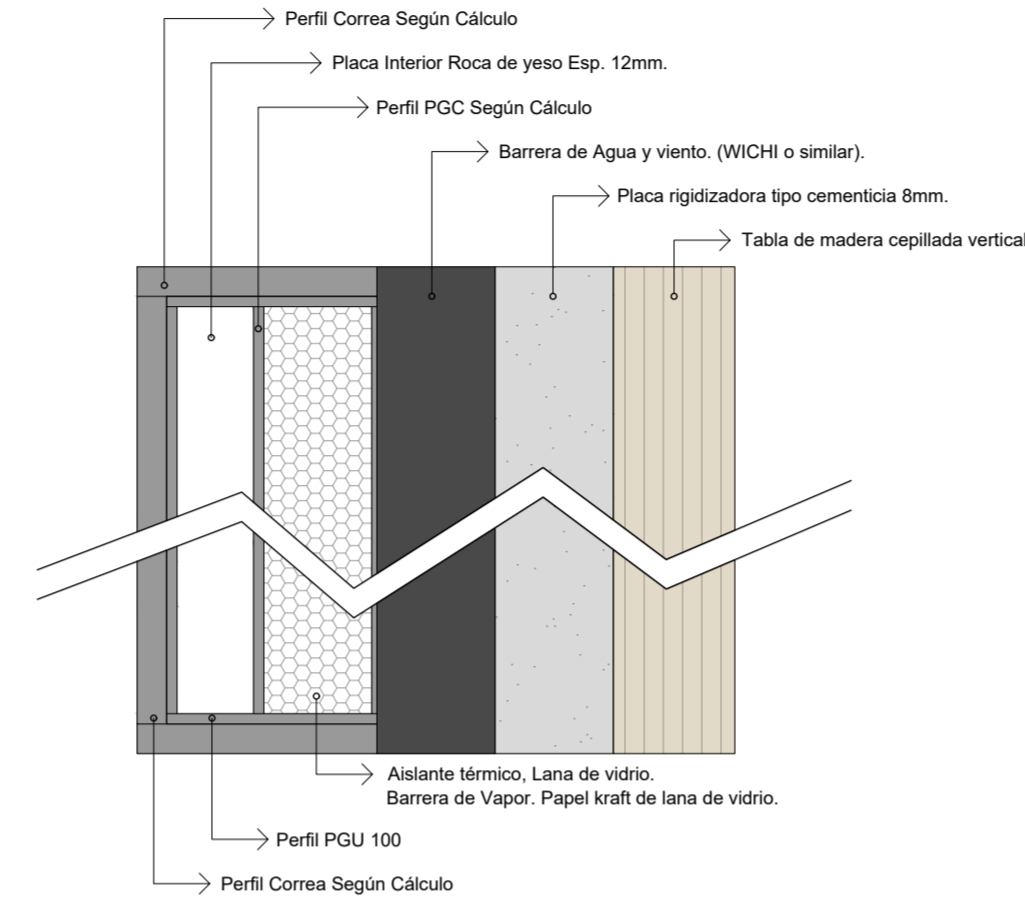 Perfil Correa Según Cálculo
Placa Interior Roca de yeso Esp. 12mm.
Perfil PGC Según Cálculo
Barrera de Agua y viento. (WICHI o similar).
Placa rigidizadora tipo cementicia 8mm.
Tabla de madera cepillada vertical
Aislante térmico, Lana de vidrio.
Barrera de Vapor. Papel kraft de lana de vidrio.
Perfil PGU 100
Perfil Correa Según Cálculo